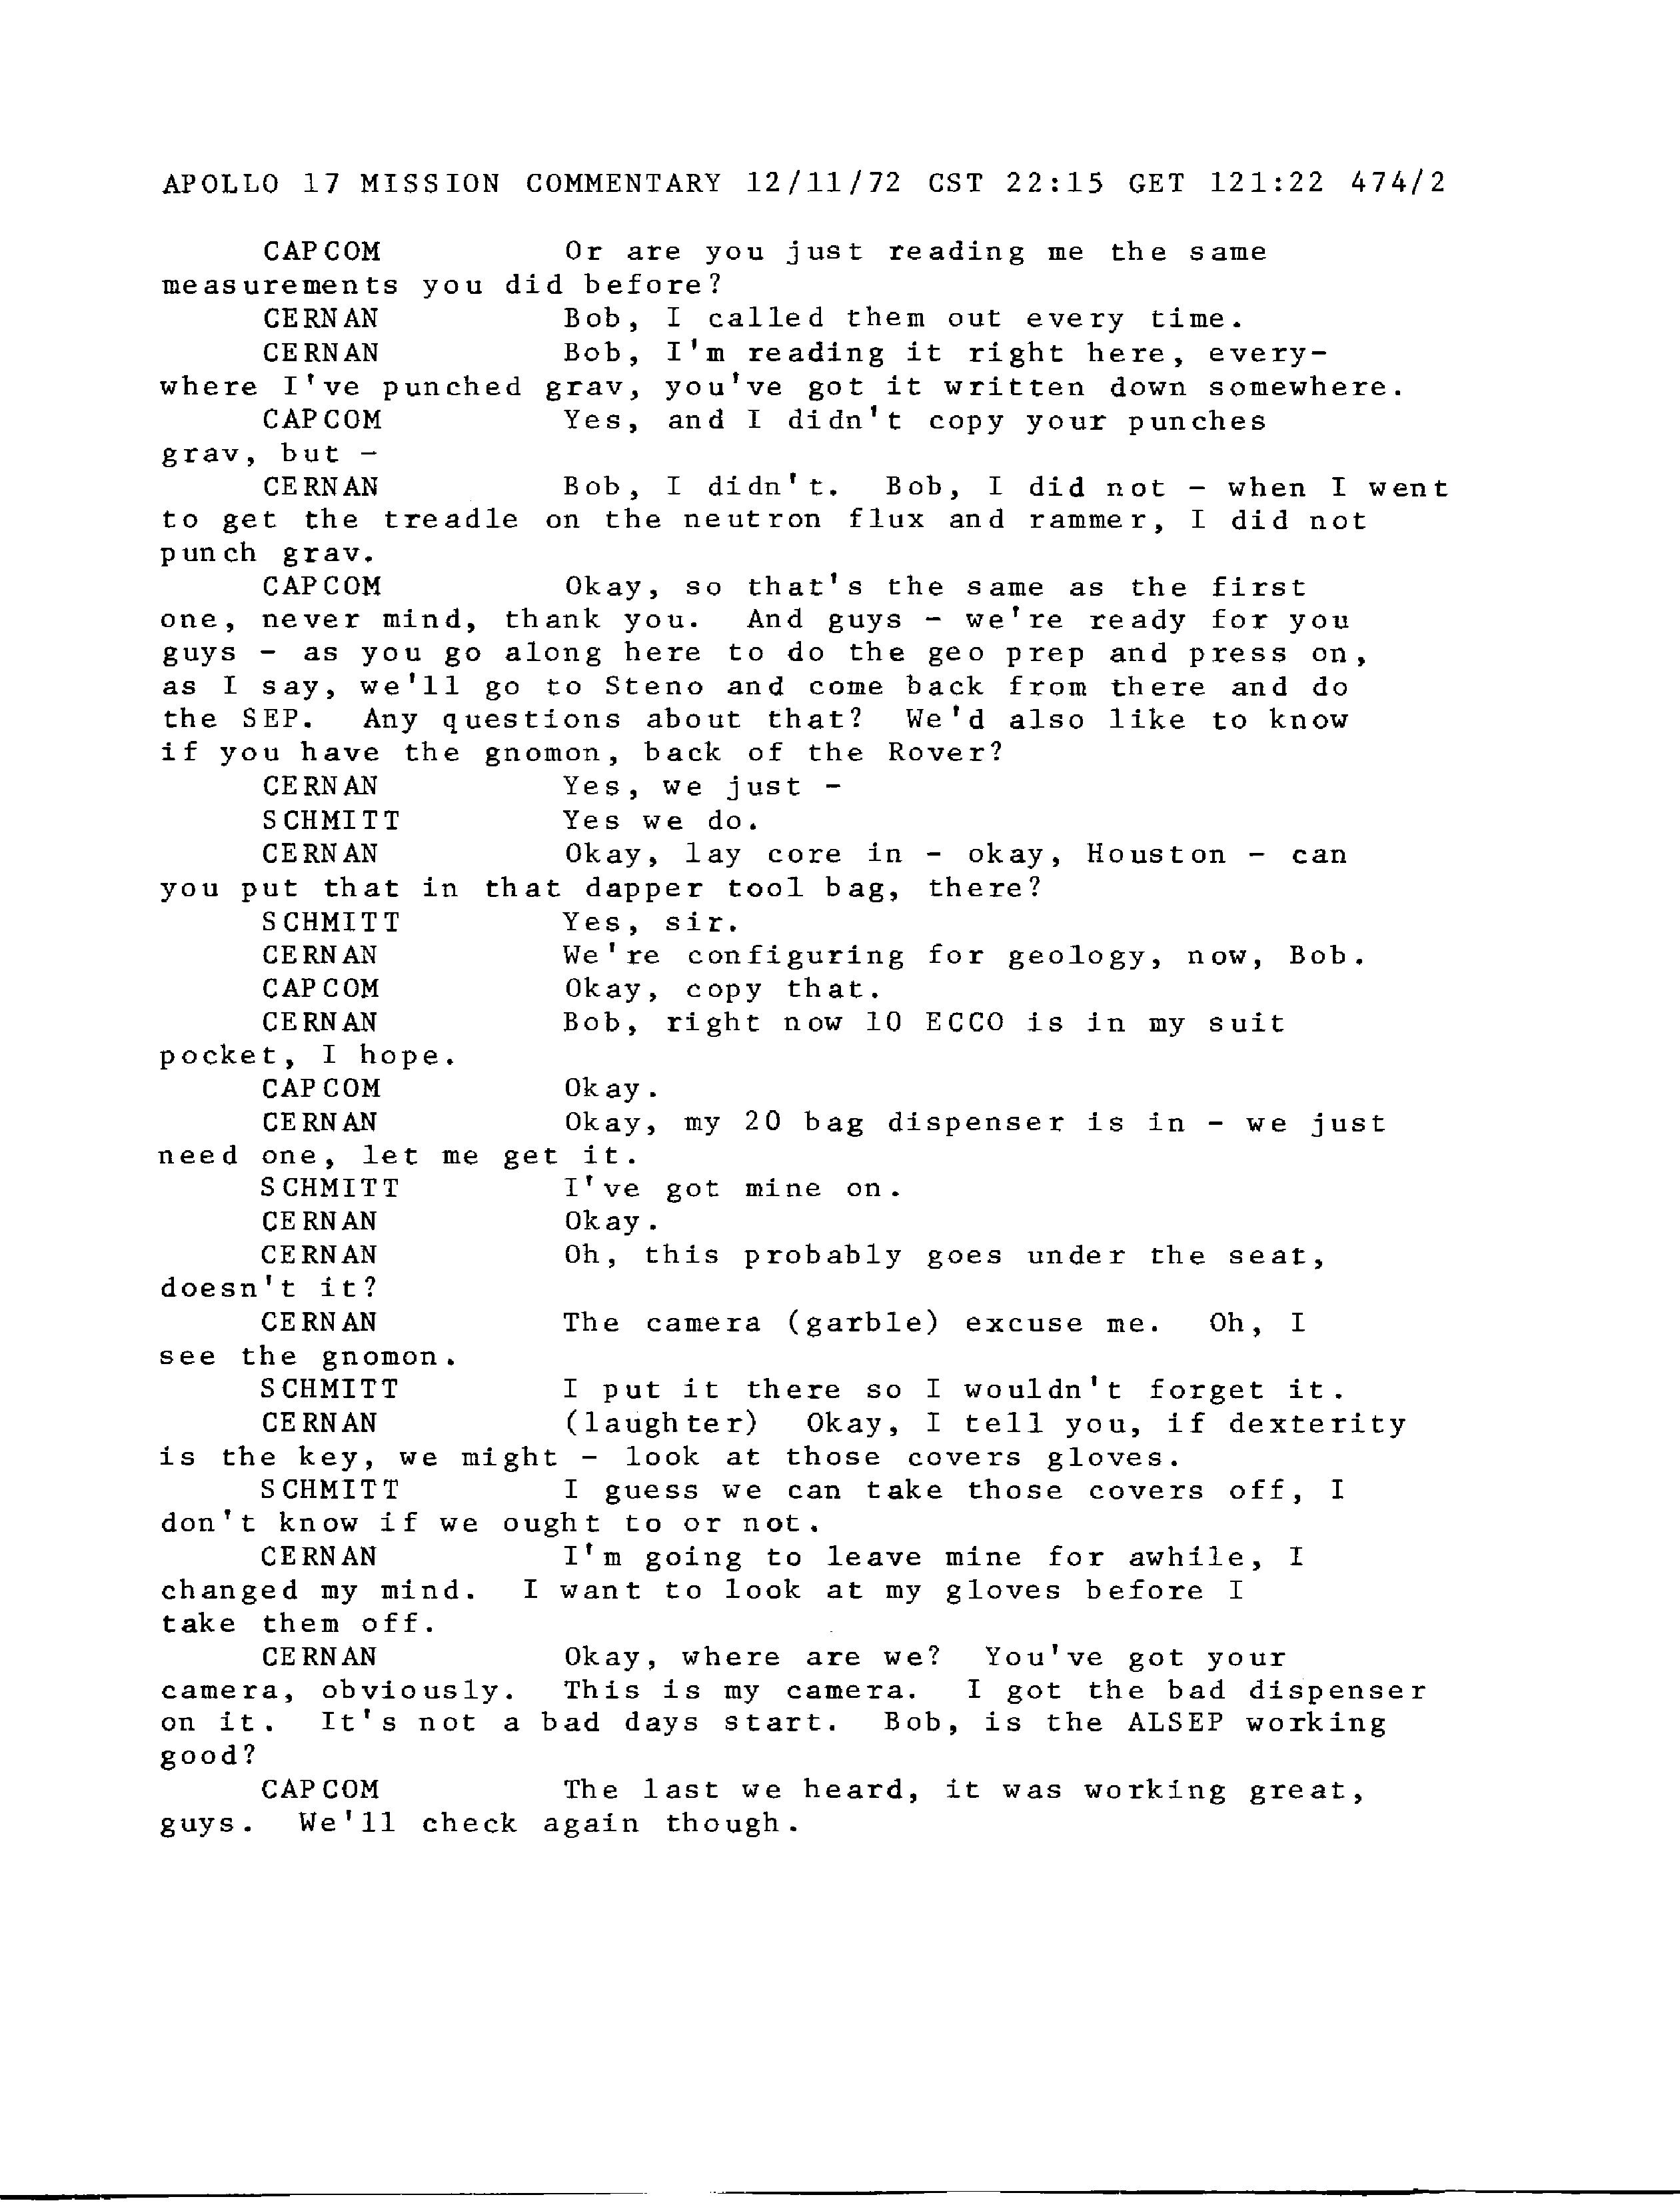 APOLLO 17 MISSION COMMENTARY 12/11/72 CST 22:15 GET 121:22 474/2
CAPCOM Or are you just reading me the same
measurements you did before?
CERNAN Bob, I called them out every time.
CERNAN Bob, I'm reading it right here, every-
where I've punched grav, you've got it written down somewhere.
CAPCOM Yes, and I didn't copy your punches
grav, but -
CERNAN Bob, I didn't. Bob, I did not - when I went
to get the treadle on the neutron flux and rammer, I did not
punch grav.
CAPCOM Okay, so that's the same as the first
one, never mind, thank you. And guys - we're ready for you
guys - as you go along here to do the geo prep and press on,
as I say, we'll go to Steno and come back from there and do
the SEP. Any questions about that? We'd also like to know
if you have the gnomon, back of the Rover?
CERNAN Yes, we just -
SCHMITT Yes we do.
CERNAN Okay, lay core in - okay, Houston - can
you put that in that dapper tool bag, there?
SCHMITT Yes, sir.
CERNAN We're configuring for geology, now, Bob.
CAPCOM Okay, copy that.
CERNAN Bob, right now 10 ECCO is in my suit
pocket, I hope.
CAPCOM Okay.
CERNAN Okay, my 20 bag dispenser is in - we just
need one, let me get it.
SCHMITT I've got mine on.
CERNAN Okay.
CERNAN Oh, this probably goes under the seat,
doesn't it?
CERNAN The camera (garble) excuse me. Oh, I
see the gnomon.
SCHMITT I put it there so I wouldn't forget it.
CERNAN (laughter) Okay, I tell you, if dexterity
is the key, we might - look at those covers gloves.
SCHMITT I guess we can take those covers off, I
don't know if we ought to or not.
CERNAN I'm going to leave mine for awhile, I
changed my mind. I want to look at my gloves before I
take them off.
CERNAN Okay, where are we? You've got your
camera, obviously. This is my camera. I got the bad dispenser
on it. It's not a bad days start. Bob, is the ALSEP working
good?
CAPCOM The last we heard, it was working great,
guys. We'll check again though.